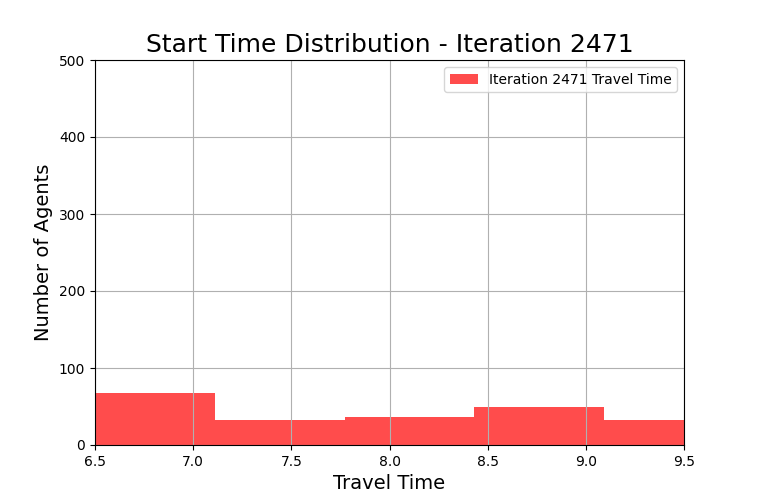 Start Time Distribution - Iteration 2471
500
Iteration 2471 Travel Time
400
300
200
100
0
Number of Agents
6.5 7.0 7.5 8.0 8.5 9.0 9.5
Travel Time